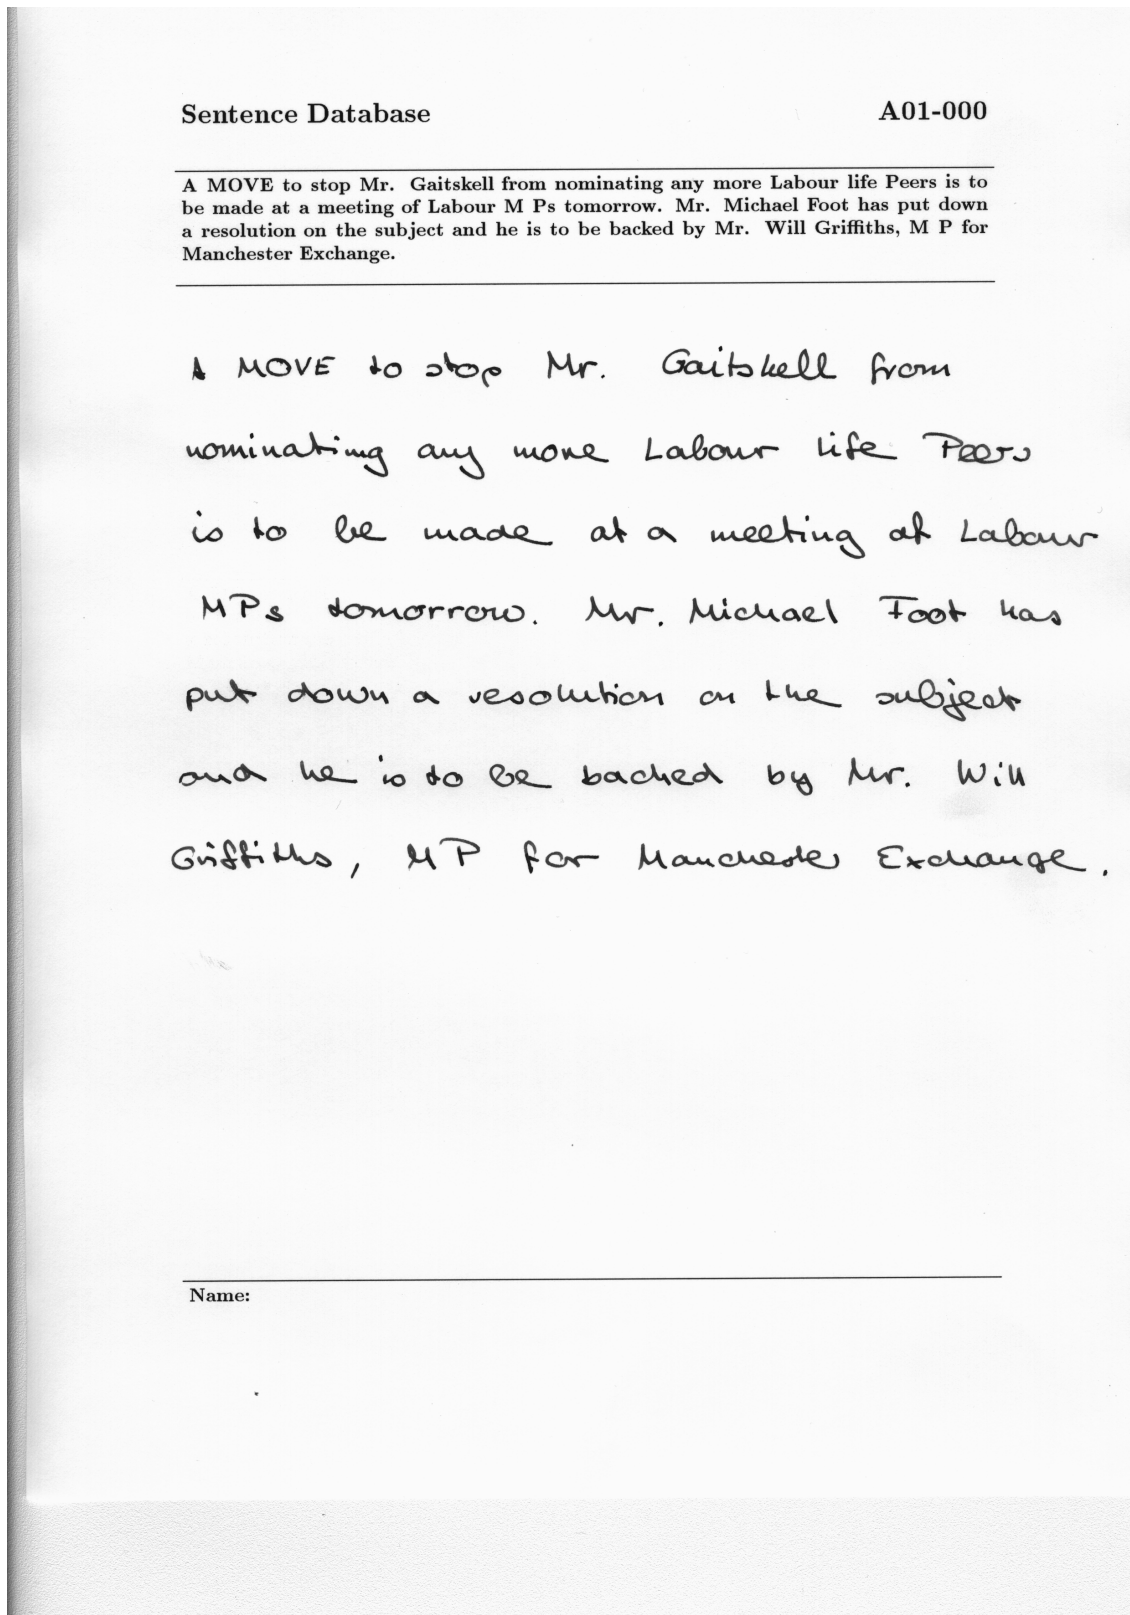 Sentence Database A01-000
A MOVE to stop Mr. Gaitskell from nominating any more Labour life Peers is to
be made at a meeting of Labour M Ps tomorrow. Mr. Michael Foot has put down
a resolution on the subject and he is to be backed by Mr. Will Griffiths, M P for
Manchester Exchange.
A MOVE to stop Mr. Gaitskell from
nominating any more Labour life Peers
is to be made at a meeting of Labour
MPs tomorrow. Mr. Michael Foot has
put down a resolution on the subject
and he is to be backed by Mr. Will
Griffiths, MP for Manchester Exchange.
Name: